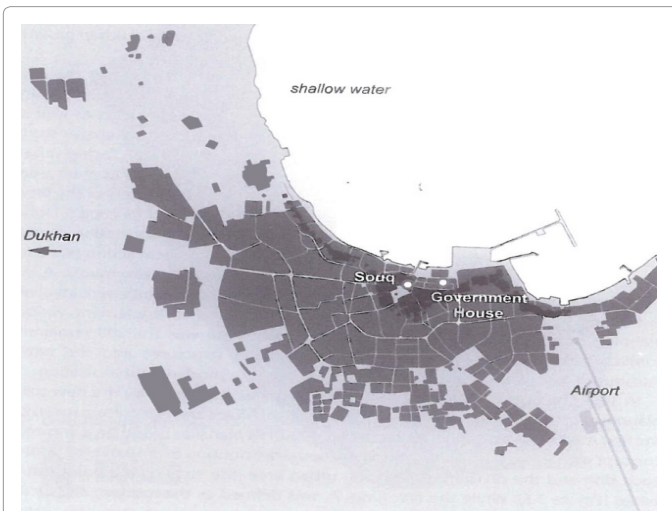 shallow water
Dukhan
Souq
Government
House
Airport